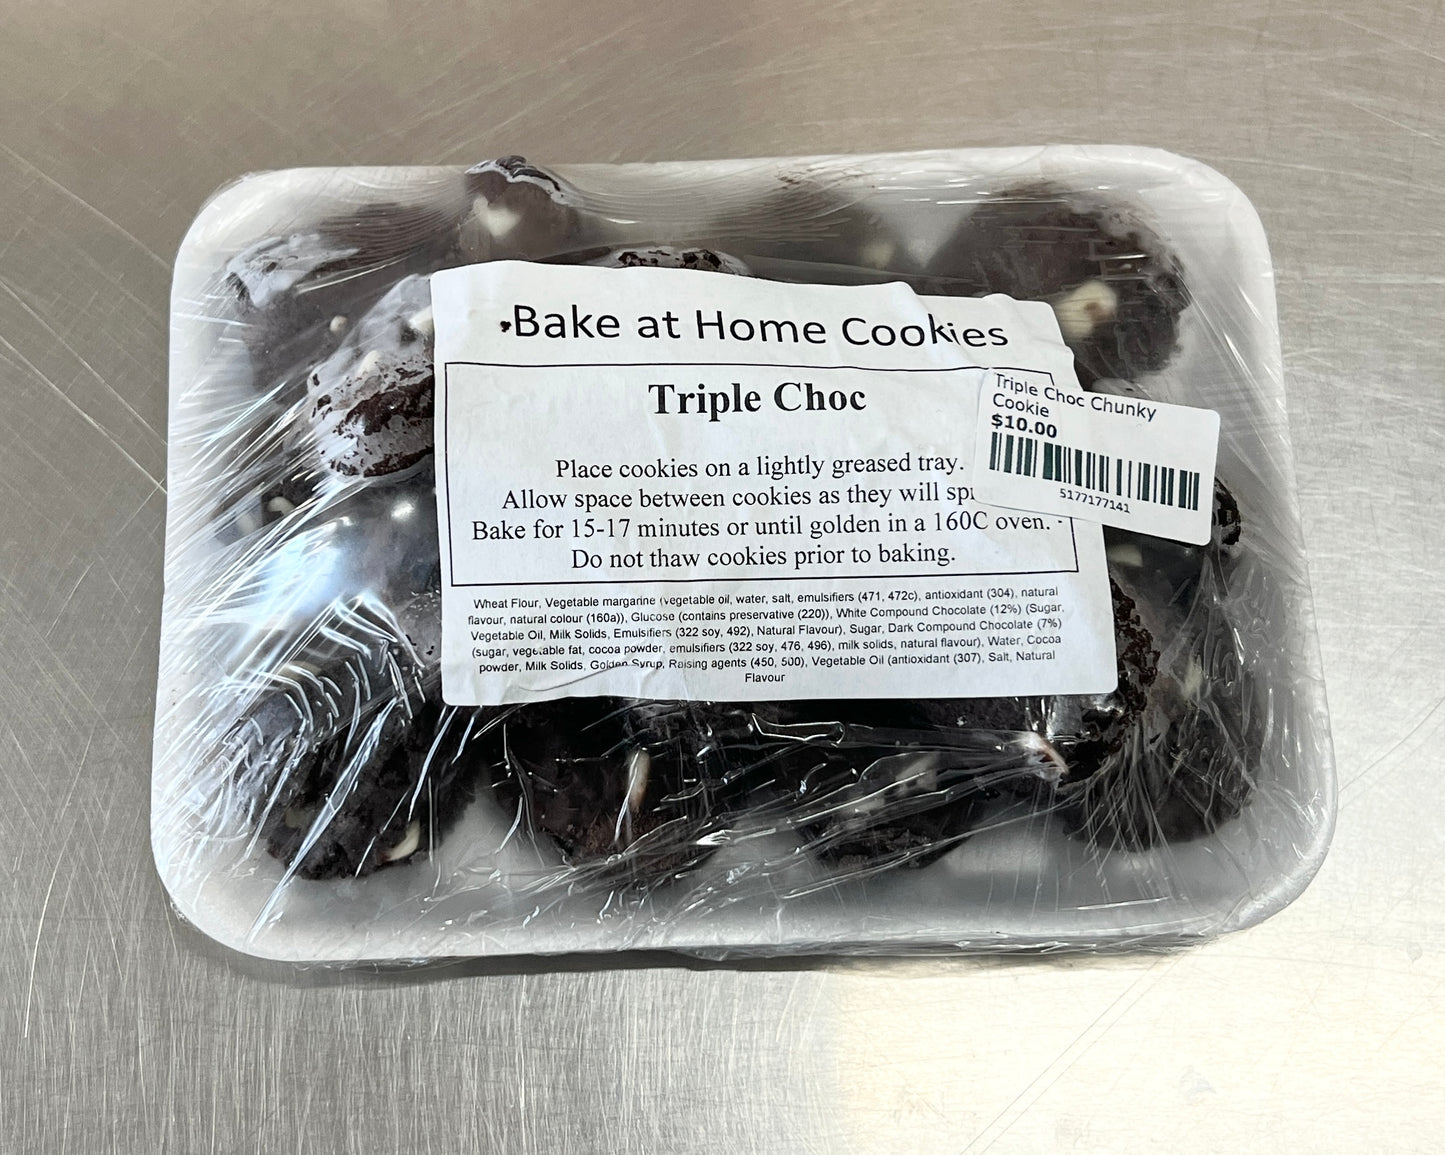 Bake at Home Cookies
Triple Choc
Place cookies on a lightly greased tray.
Allow space between cookies as they will
Bake for 15-17 minutes or until golden in a 160C oven.
Do not thaw cookies prior to baking.
Wheat Flour, Vegetable margarine (vegetable oil, water, salt, emulsifiers (471, 472c), antioxidant (304), natural
flavour, natural colour (160a)), Glucose (contains preservative (220)), White Compound Chocolate (12%) (Sugar,
Vegetable Oil, Milk Solids, Emulsifiers (322 soy, 492), Natural Flavour), Sugar, Dark Compound Chocolate (7%)
(sugar, vegetable fat, cocoa powder, emulsifiers (322 soy, 476, 496), milk solids, natural flavour), Water, Cocoa
powder, Milk Solids, Golden Syrup, Raising agents (450, 500), Vegetable Oil (antioxidant (307), Salt, Natural
Flavour
Triple Choc Chunky
Cookie
$10.00
5177177141